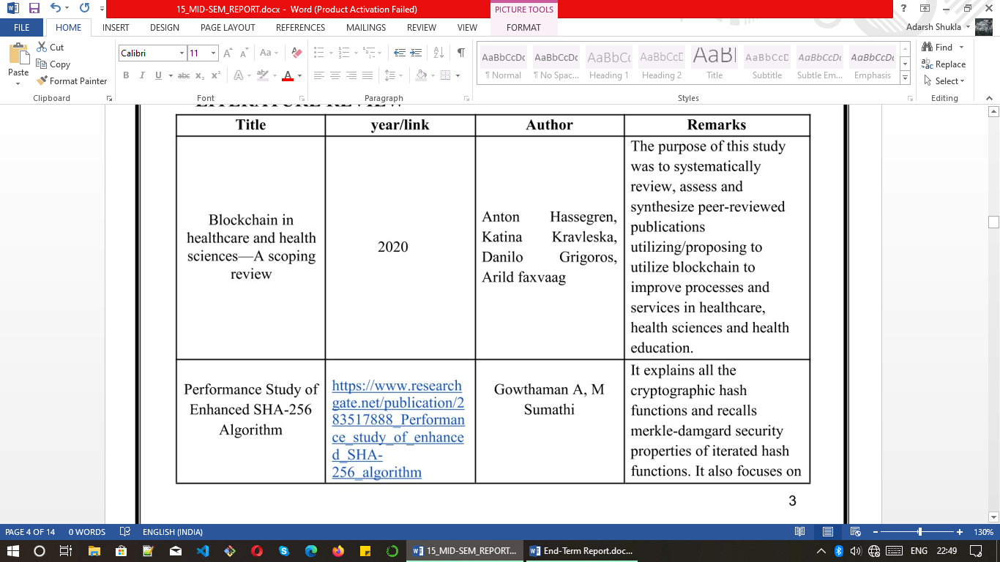 15_MID-SEM_REPORT.docx - Word (Product Activation Failed)
PICTURE TOOLS
?
FILE HOME INSERT DESIGN PAGE LAYOUT REFERENCES MAILINGS REVIEW VIEW FORMAT
Adarsh Shukla
Paste
Cut
Copy
Format Painter
Clipboard
Calibri 11
Font
Paragraph
AaBbCcDc AaBbCcDc AaBbCc AaBbCcD AaBl AaBbCcD AaBbCcDc AaBbCcDc
¶ Normal ¶ No Spac... Heading 1 Heading 2 Title Subtitle Subtle Em... Emphasis
Styles
Find
Replace
Select
Editing
LITERATURE REVIEW
Title year/link Author Remarks
Blockchain in
healthcare and health
sciences—A scoping
review
2020
Anton Hassegren,
Katina Kravleska,
Danilo Grigoros,
Arild faxvaag
The purpose of this study
was to systematically
review, assess and
synthesize peer-reviewed
publications
utilizing/proposing to
utilize blockchain to
improve processes and
services in healthcare,
health sciences and health
education.
Performance Study of
Enhanced SHA-256
Algorithm
https://www.research
gate.net/publication/2
83517888_Performan
ce_study_of_enhance
d_SHA-
256_algorithm
Gowthaman A, M
Sumathi
It explains all the
cryptographic hash
functions and recalls
merkle-damgard security
properties of iterated hash
functions. It also focuses on
3
PAGE 4 OF 14 0 WORDS ENGLISH (INDIA) 130%
15_MID-SEM_REPORT... End-Term Report.doc... ENG 22:49